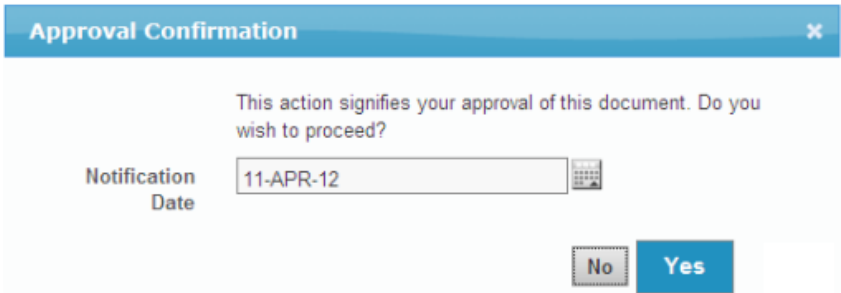 Approval Confirmation
This action signifies your approval of this document. Do you
wish to proceed?
Notification
Date
11-APR-12
No
Yes